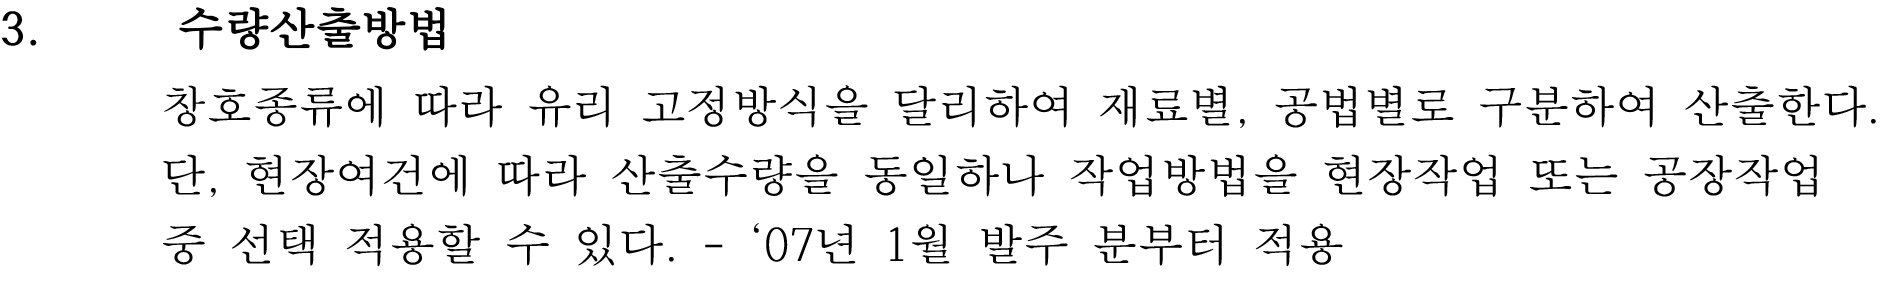 3. 수량산출방법
창호종류에 따라 유리 고정방식을 달리하여 재료별, 공법별로 구분하여 산출한다.
단, 현장여건에 따라 산출수량을 동일하나 작업방법을 현장작업 또는 공장작업
중 선택 적용할 수 있다. - ‘07년 1월 발주 분부터 적용